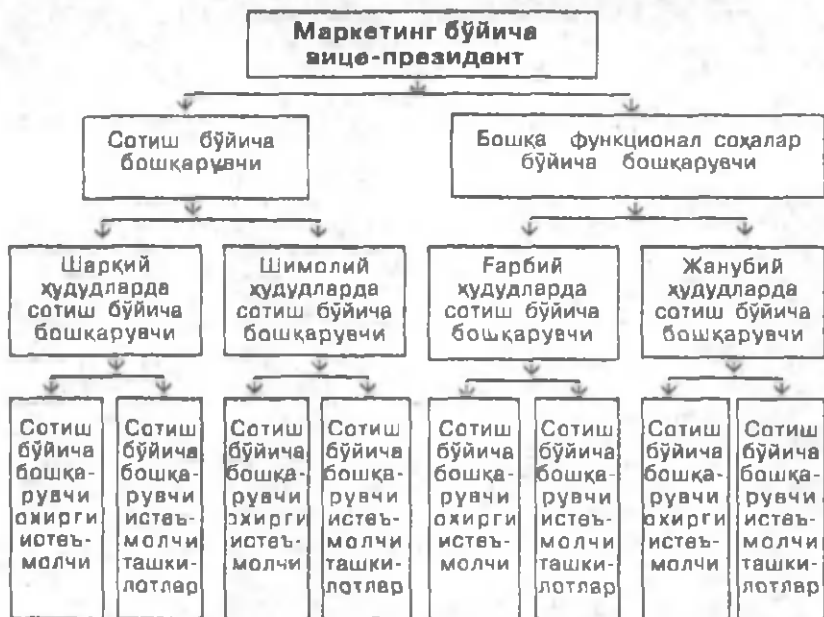 Маркетинг бўйича
вице-президент
Сотиш бўйича
бошқарувчи
Бошқа функционал соҳалар
бўйича бошқарувчи
Шарқий
ҳудудларда
сотиш бўйича
бошқарувчи
Шимолий
ҳудудларда
сотиш бўйича
бошқарувчи
Ғарбий
ҳудудларда
сотиш бўйича
бошқарувчи
Жанубий
ҳудудларда
сотиш бўйича
бошқарувчи
Сотиш
бўйича
бошқа-
рувчи
охирги
истеъ-
молчи
Сотиш
бўйича
бошқа-
рувчи
истеъ-
молчи
ташки-
лотлар
Сотиш
бўйича
бошқа-
рувчи
охирги
истеъ-
молчи
Сотиш
бўйича
бошқа-
рувчи
истеъ-
молчи
ташки-
лотлар
Сотиш
бўйича
бошқа-
рувчи
охирги
истеъ-
молчи
Сотиш
бўйича
бошқа-
рувчи
истеъ-
молчи
ташки-
лотлар
Сотиш
бўйича
бошқа-
рувчи
охирги
истеъ-
молчи
Сотиш
бўйича
бошқа-
рувчи
истеъ-
молчи
ташки-
лотлар